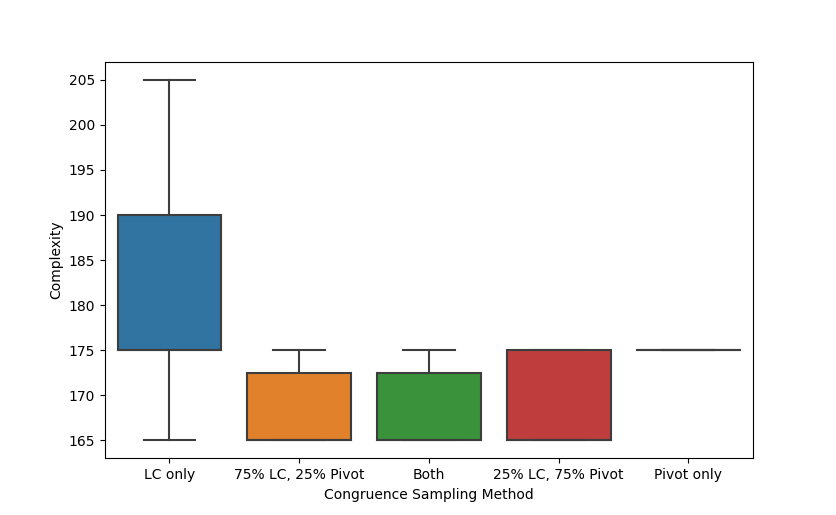 205
200
195
190
185
180
175
170
165
Complexity
LC only
75% LC, 25% Pivot
Both
25% LC, 75% Pivot
Pivot only
Congruence Sampling Method